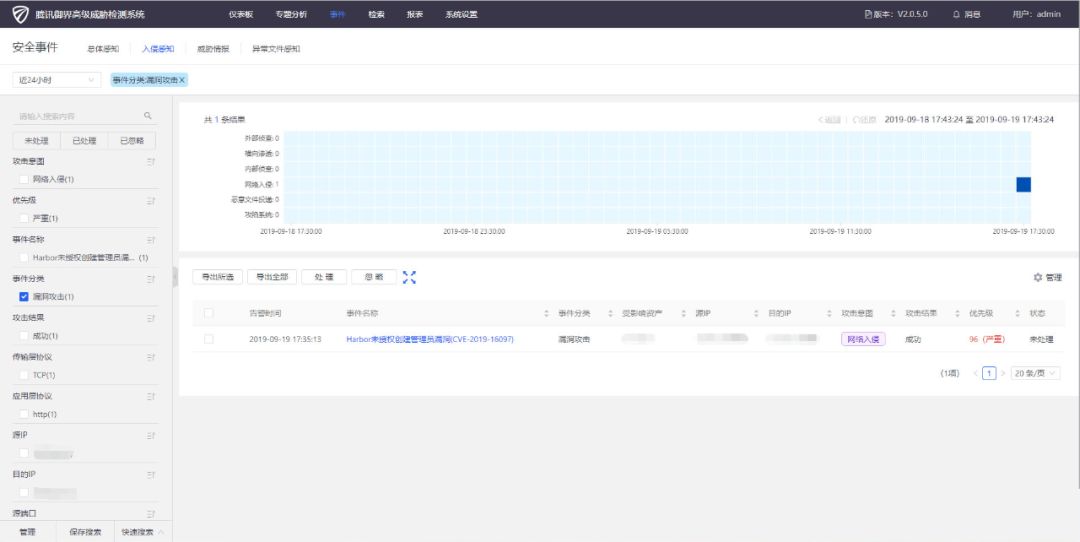 腾讯御界高级威胁检测系统 仪表板 专题分析 事件 检索 报表 系统设置 版本: V2.0.5.0 消息 用户: admin
安全事件 总体感知 入侵感知 威胁情报 异常文件感知
近24小时 事件分类:漏洞攻击 X
请输入搜索内容
未处理 已处理 已忽略
攻击意图
网络入侵(1)
优先级
严重(1)
事件名称
Harbor未授权创建管理员漏... (1)
事件分类
漏洞攻击(1)
攻击结果
成功(1)
传输层协议
TCP(1)
应用层协议
http(1)
源IP
目的IP
源端口
管理 保存搜索 快速搜索
共 1 条结果 <返回 还原 2019-09-18 17:43:24 至 2019-09-19 17:43:24
外部侦查: 0
横向渗透: 0
内部侦查: 0
网络入侵: 1
恶意文件投递: 0
攻陷系统: 0
2019-09-18 17:30:00 2019-09-18 23:30:00 2019-09-19 03:30:00 2019-09-19 11:30:00 2019-09-19 17:30:00
导出所选 导出全部 处理 忽略 管理
告警时间 事件名称 事件分类 受影响资产 源IP 目的IP 攻击意图 攻击结果 优先级 状态
2019-09-19 17:35:13 Harbor未授权创建管理员漏洞(CVE-2019-16097) 漏洞攻击 网络入侵 成功 96 (严重) 未处理
(1项) < 1 > 20 条/页